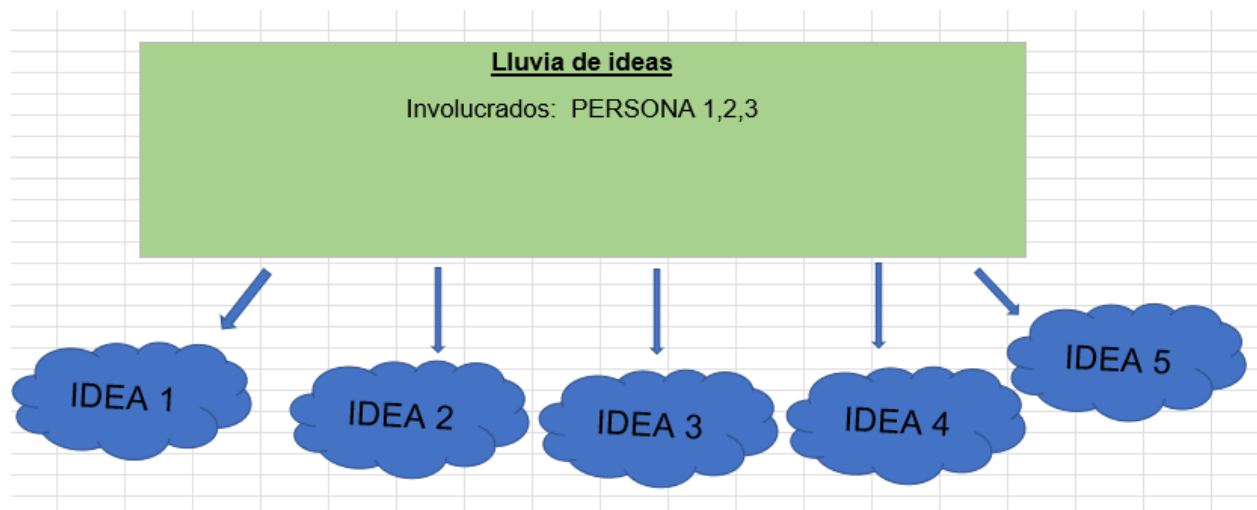 Lluvia de ideas
Involucrados: PERSONA 1,2,3
IDEA 1
IDEA 2
IDEA 3
IDEA 4
IDEA 5